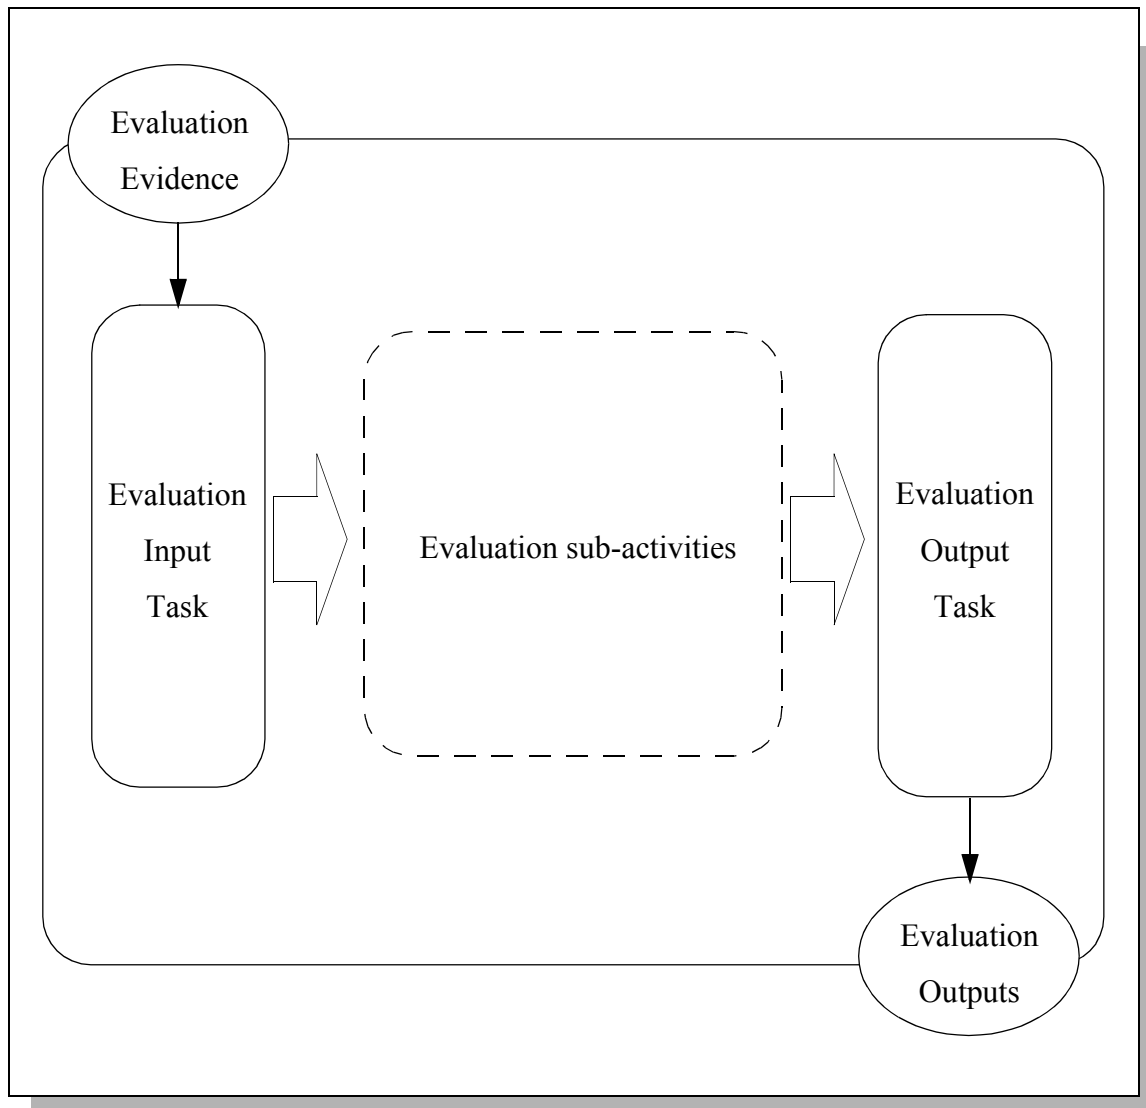 Evaluation
Evidence
Evaluation
Input
Task
Evaluation sub-activities
Evaluation
Output
Task
Evaluation
Outputs